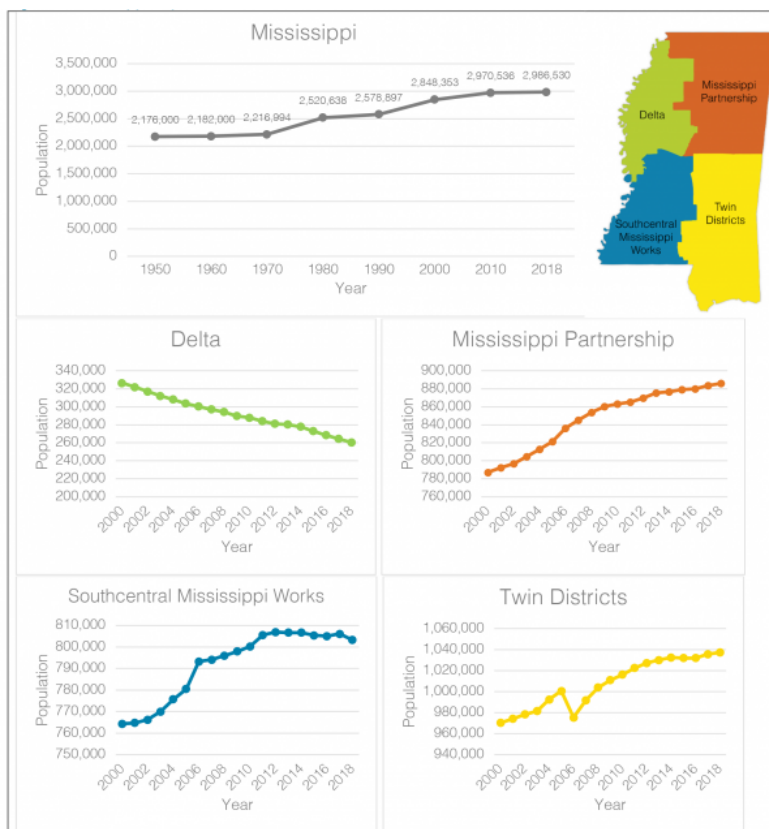 Mississippi
3,500,000
3,000,000
2,500,000
2,000,000
1,500,000
1,000,000
500,000
0
Population
2,176,000 2,182,000 2,216,994 2,520,638 2,578,897 2,848,353 2,970,536 2,986,530
1950 1960 1970 1980 1990 2000 2010 2018
Year
Mississippi
Partnership
Delta
Twin
Districts
Southcentral
Mississippi
Works
Delta
340,000
320,000
300,000
280,000
260,000
240,000
220,000
200,000
Population
2000 2002 2004 2006 2008 2010 2012 2014 2016 2018
Year
Mississippi Partnership
900,000
880,000
860,000
840,000
820,000
800,000
780,000
760,000
Population
2000 2002 2004 2006 2008 2010 2012 2014 2016 2018
Year
Southcentral Mississippi Works
810,000
800,000
790,000
780,000
770,000
760,000
750,000
Population
2000 2002 2004 2006 2008 2010 2012 2014 2016 2018
Year
Twin Districts
1,060,000
1,040,000
1,020,000
1,000,000
980,000
960,000
940,000
Population
2000 2002 2004 2006 2008 2010 2012 2014 2016 2018
Year